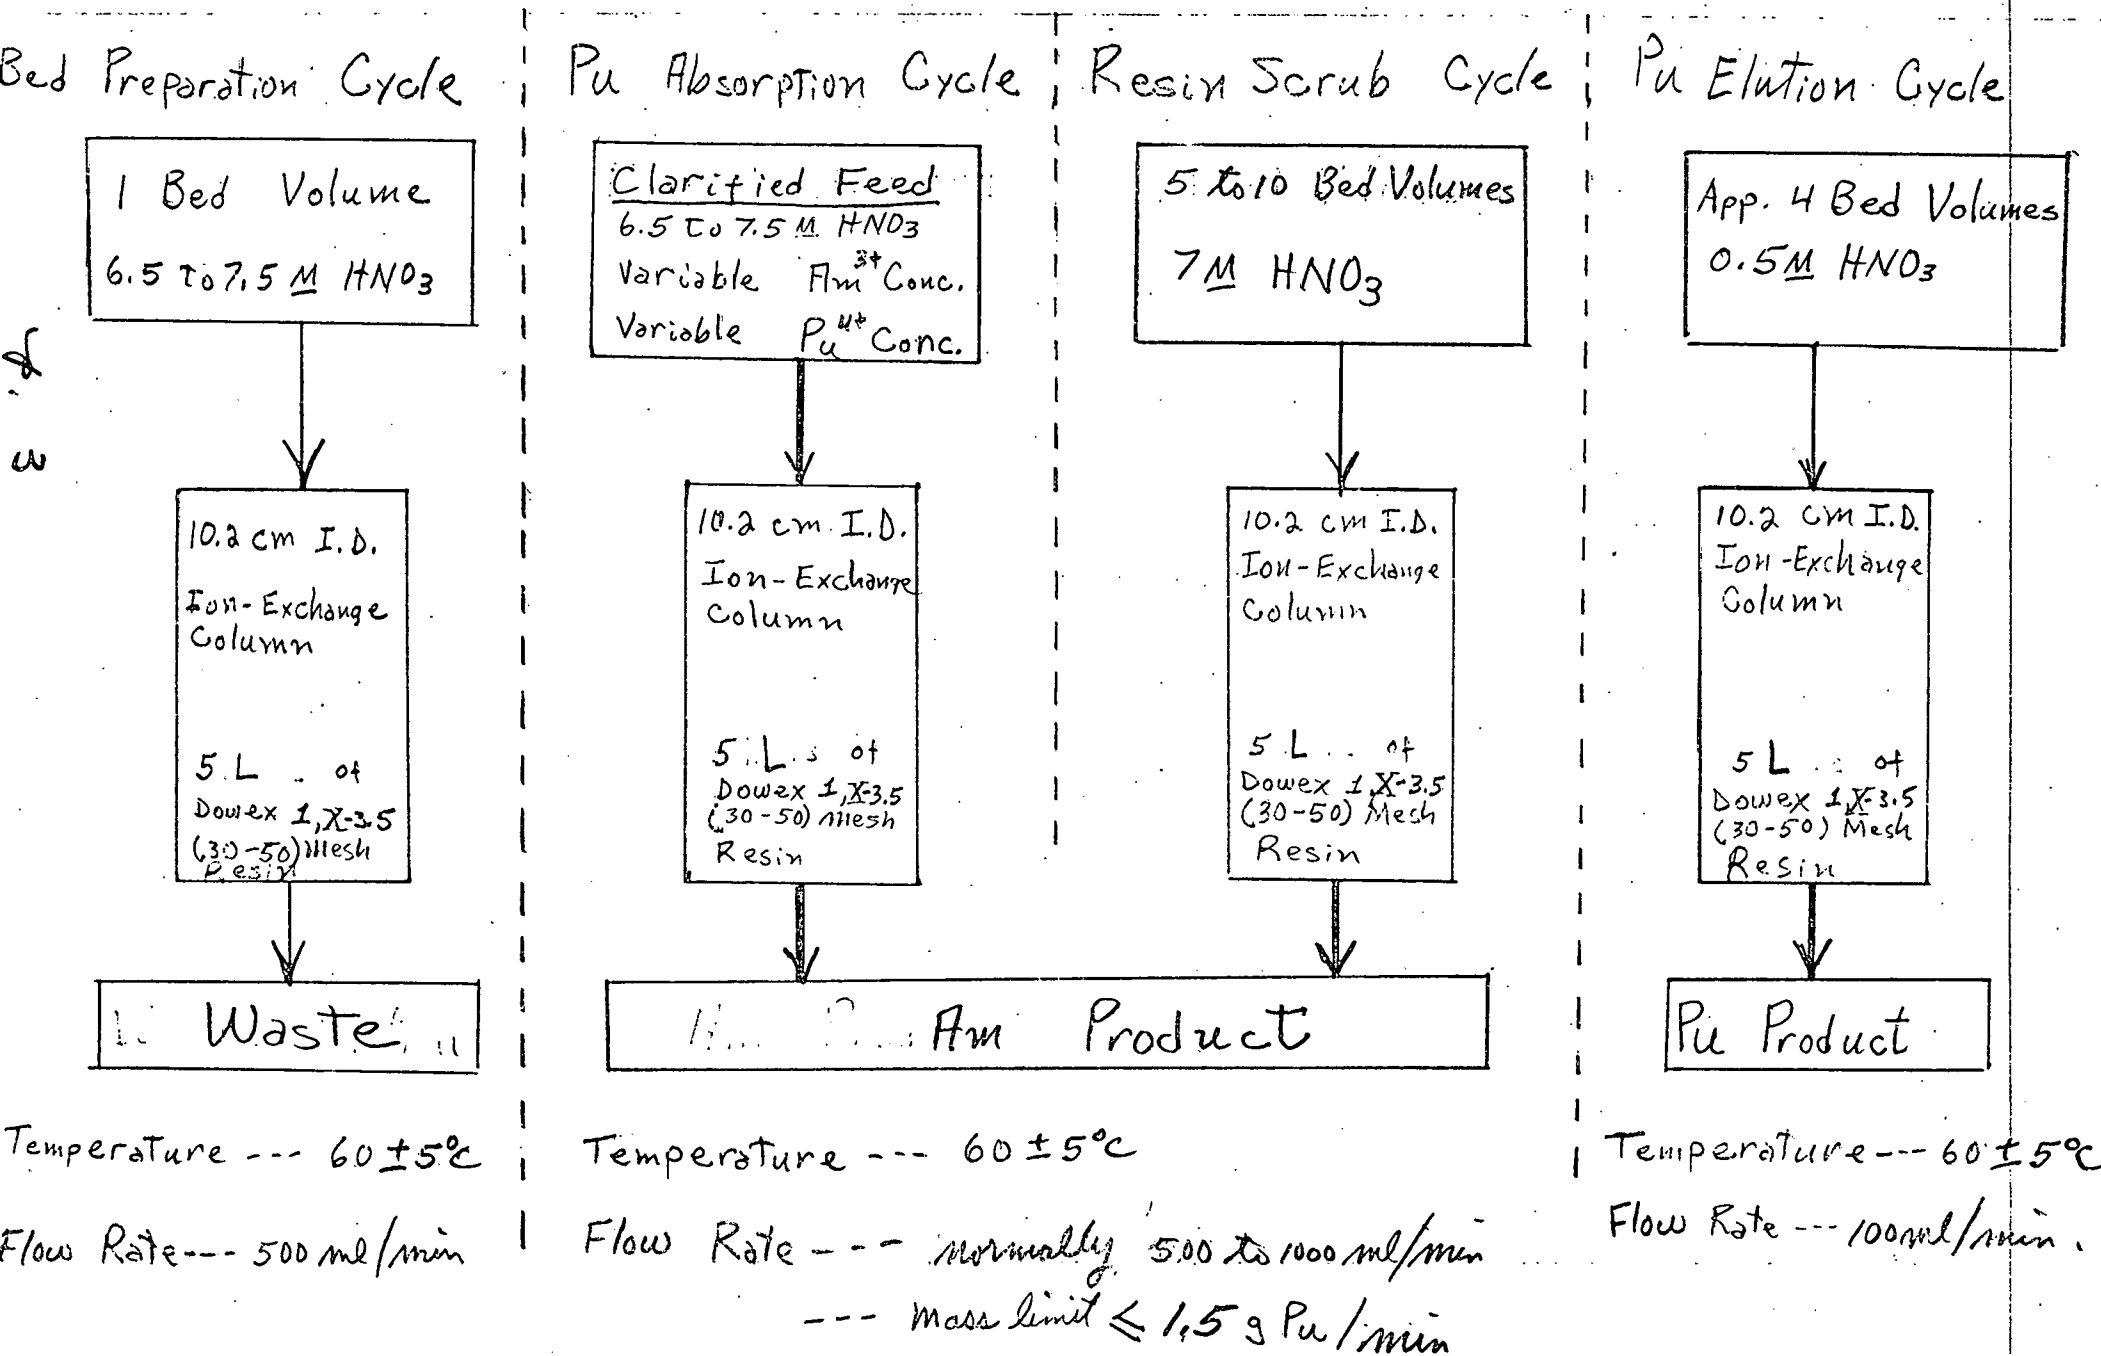 Bed Preparation Cycle
1 Bed Volume
6.5 to 7.5 M HNO3
10.2 cm I.D.
Ion-Exchange
Column
5 L of
Dowex 1, X-3.5
(30-50) Mesh
Resin
Waste
Temperature --- 60 ± 5°C
Flow Rate --- 500 ml/min
Pu Absorption Cycle
Clarified Feed
6.5 to 7.5 M HNO3
Variable Am3+ Conc.
Variable Pu4+ Conc.
10.2 cm I.D.
Ion-Exchange
Column
5 L of
Dowex 1, X-3.5
(30-50) Mesh
Resin
Resin Scrub Cycle
5 to 10 Bed Volumes
7 M HNO3
10.2 cm I.D.
Ion-Exchange
Column
5 L of
Dowex 1, X-3.5
(30-50) Mesh
Resin
Am Product
Temperature --- 60 ± 5°C
Flow Rate --- normally 500 to 1000 ml/min
--- Mass limit ≤ 1.5 g Pu/min
Pu Elution Cycle
App. 4 Bed Volumes
0.5 M HNO3
10.2 cm I.D.
Ion-Exchange
Column
5 L of
Dowex 1, X-3.5
(30-50) Mesh
Resin
Pu Product
Temperature --- 60 ± 5°C
Flow Rate --- 100 ml/min.